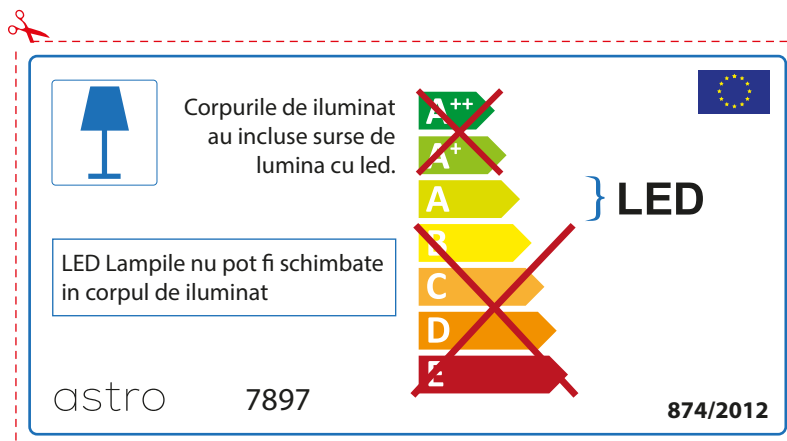 Corpurile de iluminat
au incluse surse de
lumina cu led.
LED Lampile nu pot fi schimbate
in corpul de iluminat
A++
A+
A
B
C
D
E
LED
astro
7897
874/2012